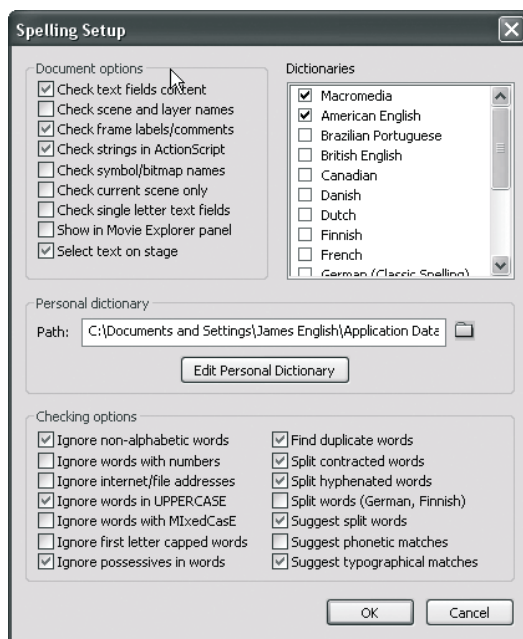 Spelling Setup
Document options
Check text fields content
Check scene and layer names
Check frame labels/comments
Check strings in ActionScript
Check symbol/bitmap names
Check current scene only
Check single letter text fields
Show in Movie Explorer panel
Select text on stage
Dictionaries
Macromedia
American English
Brazilian Portuguese
British English
Canadian
Danish
Dutch
Finnish
French
German (Classic Spelling)
Personal dictionary
Path: C:\Documents and Settings\James English\Application Data
Edit Personal Dictionary
Checking options
Ignore non-alphabetic words
Ignore words with numbers
Ignore internet/file addresses
Ignore words in UPPERCASE
Ignore words with MIxedCasE
Ignore first letter capped words
Ignore possessives in words
Find duplicate words
Split contracted words
Split hyphenated words
Split words (German, Finnish)
Suggest split words
Suggest phonetic matches
Suggest typographical matches
OK Cancel